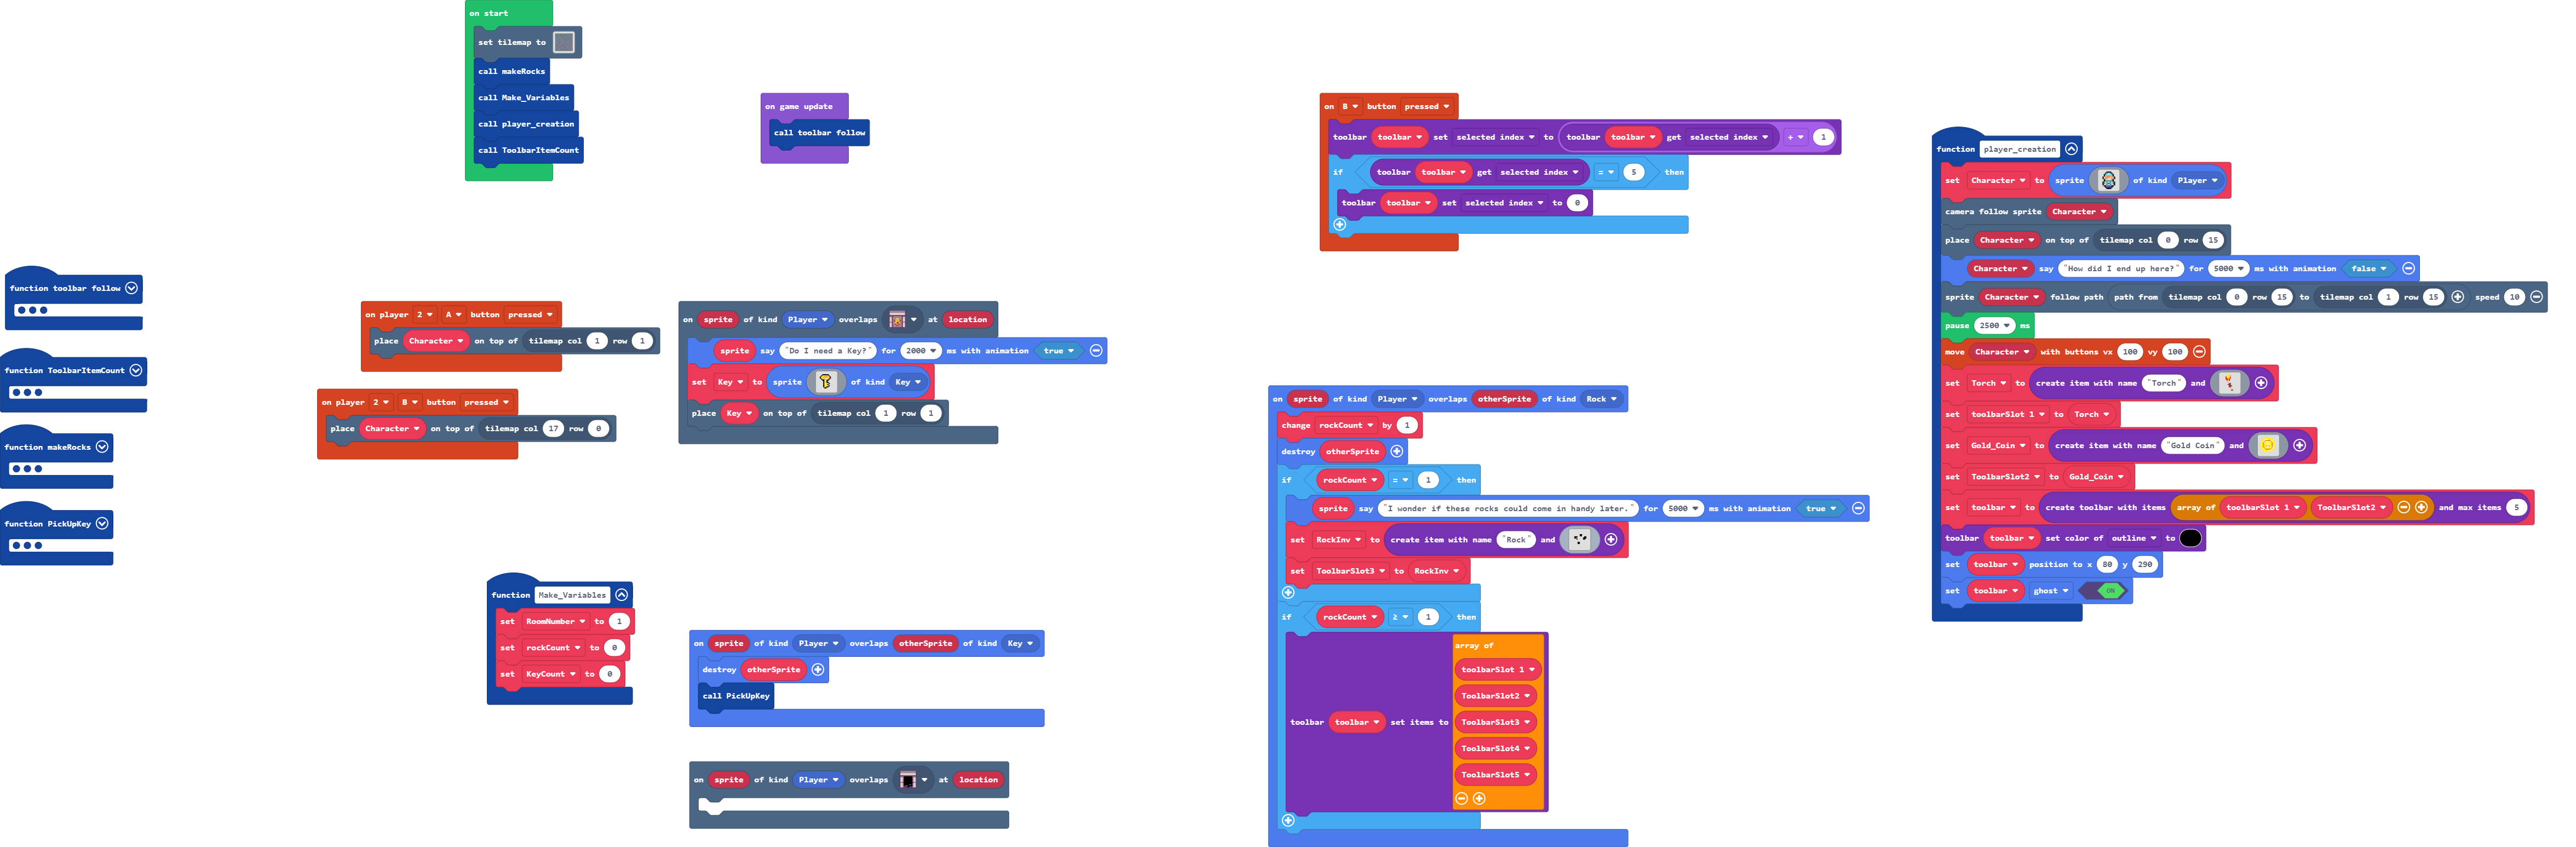 on start
set tilemap to
call makeRocks
call Make_Variables
call player_creation
call ToolbarItemCount
on game update
call toolbar follow
on B button pressed
toolbar toolbar set selected index to toolbar toolbar get selected index + 1
if toolbar toolbar get selected index = 5 then
toolbar toolbar set selected index to 0
function player_creation
set Character to sprite of kind Player
camera follow sprite Character
place Character on top of tilemap col 0 row 15
Character say "How did I end up here?" for 5000 ms with animation false
sprite Character follow path path from tilemap col 0 row 15 to tilemap col 1 row 15 speed 10
pause 2500 ms
move Character with buttons vx 100 vy 100
set Torch to create item with name "Torch" and
set toolbarSlot 1 to Torch
set Gold_Coin to create item with name "Gold Coin" and
set ToolbarSlot2 to Gold_Coin
set toolbar to create toolbar with items array of toolbarSlot 1 ToolbarSlot2 and max items 5
toolbar toolbar set color of outline to
set toolbar position to x 80 y 290
set toolbar ghost ON
function toolbar follow
function ToolbarItemCount
function makeRocks
function PickUpKey
on player 2 A button pressed
place Character on top of tilemap col 1 row 1
on player 2 B button pressed
place Character on top of tilemap col 17 row 0
on sprite of kind Player overlaps at location
sprite say "Do I need a Key?" for 2000 ms with animation true
set Key to sprite of kind Key
place Key on top of tilemap col 1 row 1
on sprite of kind Player overlaps otherSprite of kind Rock
change rockCount by 1
destroy otherSprite
if rockCount = 1 then
sprite say "I wonder if these rocks could come in handy later." for 5000 ms with animation true
set RockInv to create item with name "Rock" and
set ToolbarSlot3 to RockInv
if rockCount ≥ 1 then
toolbar toolbar set items to
array of
toolbarSlot 1
ToolbarSlot2
ToolbarSlot3
ToolbarSlot4
ToolbarSlot5
function Make_Variables
set RoomNumber to 1
set rockCount to 0
set KeyCount to 0
on sprite of kind Player overlaps otherSprite of kind Key
destroy otherSprite
call PickUpKey
on sprite of kind Player overlaps at location